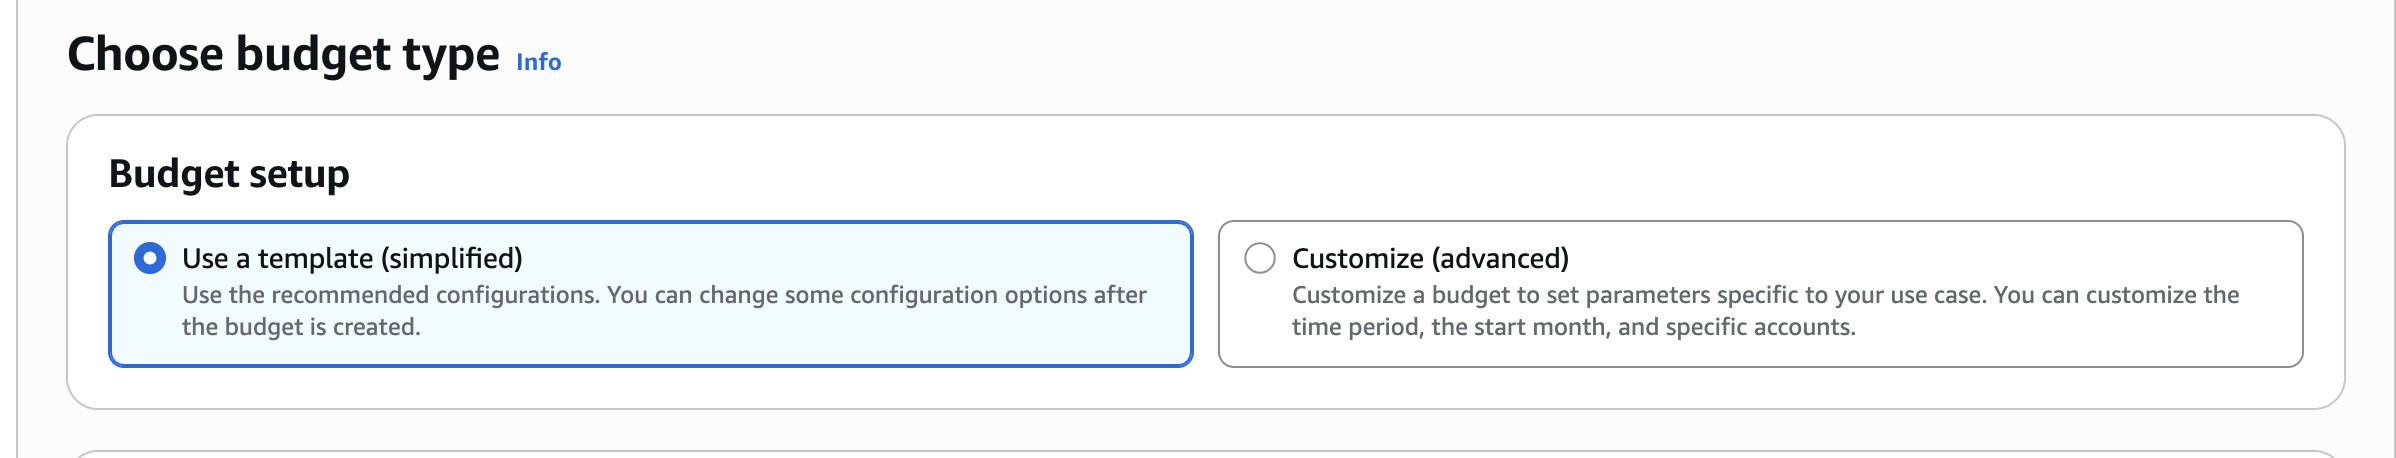 Choose budget type Info
Budget setup
Use a template (simplified)
Use the recommended configurations. You can change some configuration options after
the budget is created.
Customize (advanced)
Customize a budget to set parameters specific to your use case. You can customize the
time period, the start month, and specific accounts.